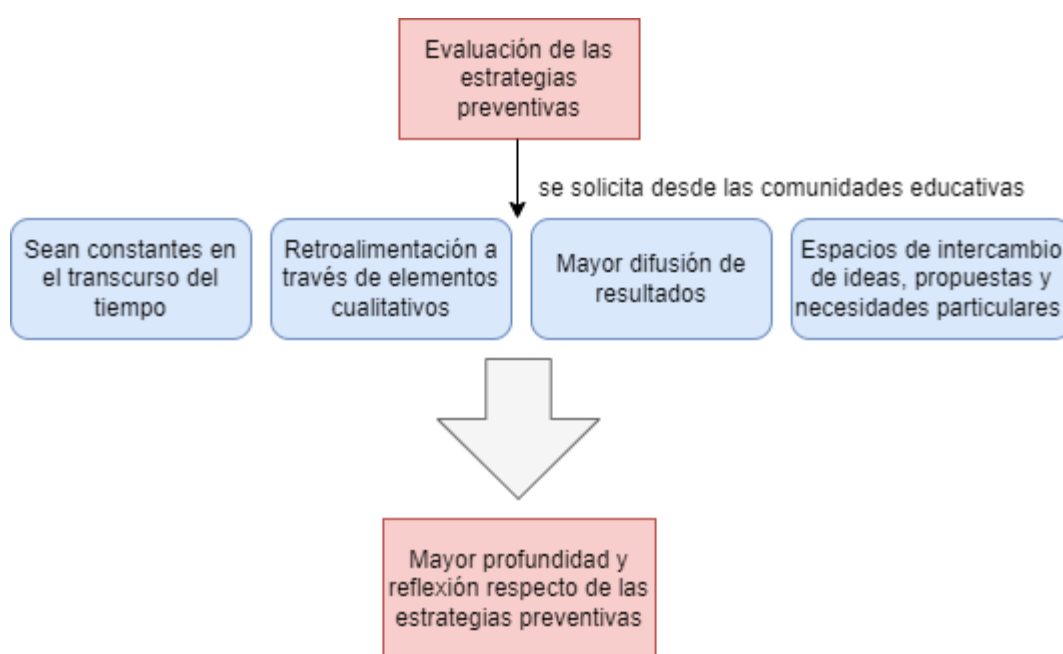 Evaluación de las
estrategias
preventivas
se solicita desde las comunidades educativas
Sean constantes en
el transcurso del
tiempo
Retroalimentación a
través de elementos
cualitativos
Mayor difusión de
resultados
Espacios de intercambio
de ideas, propuestas y
necesidades particulares
Mayor profundidad y
reflexión respecto de las
estrategias preventivas